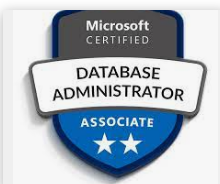 Microsoft
CERTIFIED
DATABASE
ADMINISTRATOR
ASSOCIATE